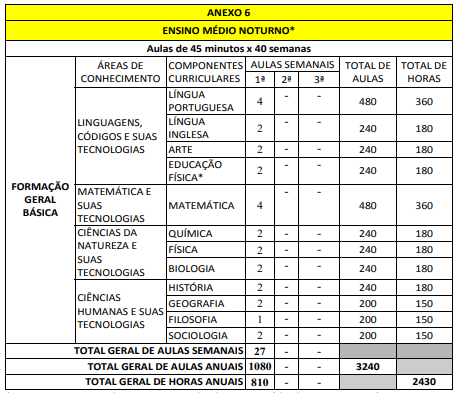 ANEXO 6
ENSINO MÉDIO NOTURNO*
Aulas de 45 minutos x 40 semanas
ÁREAS DE CONHECIMENTO COMPONENTES CURRICULARES AULAS SEMANAIS TOTAL DE AULAS TOTAL DE HORAS
1ª 2ª 3ª
FORMAÇÃO GERAL BÁSICA
LINGUAGENS, CÓDIGOS E SUAS TECNOLOGIAS
LÍNGUA PORTUGUESA 4 - - 480 360
LÍNGUA INGLESA 2 - - 240 180
ARTE 2 - - 240 180
EDUCAÇÃO FÍSICA* 2 - - 240 180
MATEMÁTICA E SUAS TECNOLOGIAS
MATEMÁTICA 4 - - 480 360
CIÊNCIAS DA NATUREZA E SUAS TECNOLOGIAS
QUÍMICA 2 - - 240 180
FÍSICA 2 - - 240 180
BIOLOGIA 2 - - 240 180
CIÊNCIAS HUMANAS E SUAS TECNOLOGIAS
HISTÓRIA 2 - - 240 180
GEOGRAFIA 2 - - 200 150
FILOSOFIA 1 - - 200 150
SOCIOLOGIA 2 - - 200 150
TOTAL GERAL DE AULAS SEMANAIS 27 - -
TOTAL GERAL DE AULAS ANUAIS 1080 - - 3240
TOTAL GERAL DE HORAS ANUAIS 810 - - 2430